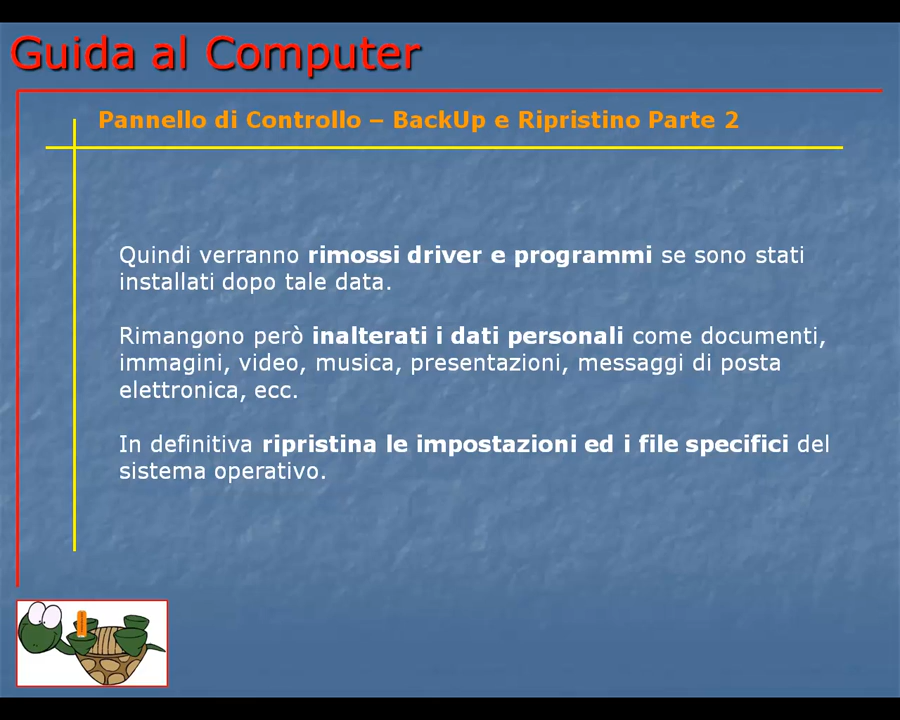 Guida al Computer
Pannello di Controllo – BackUp e Ripristino Parte 2
Quindi verranno rimossi driver e programmi se sono stati
installati dopo tale data.
Rimangono però inalterati i dati personali come documenti,
immagini, video, musica, presentazioni, messaggi di posta
elettronica, ecc.
In definitiva ripristina le impostazioni ed i file specifici del
sistema operativo.